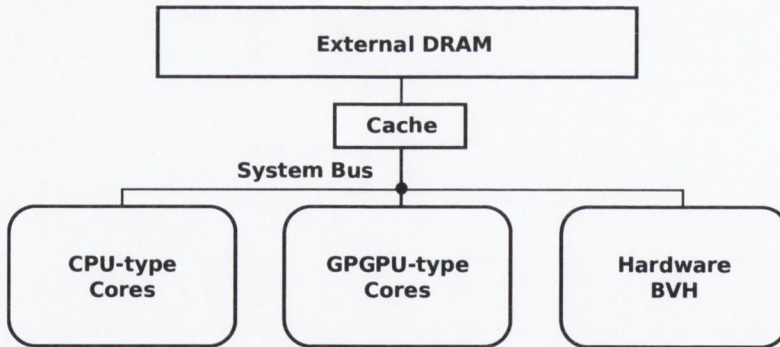 External DRAM
Cache
System Bus
CPU-type
Cores
GPGPU-type
Cores
Hardware
BVH